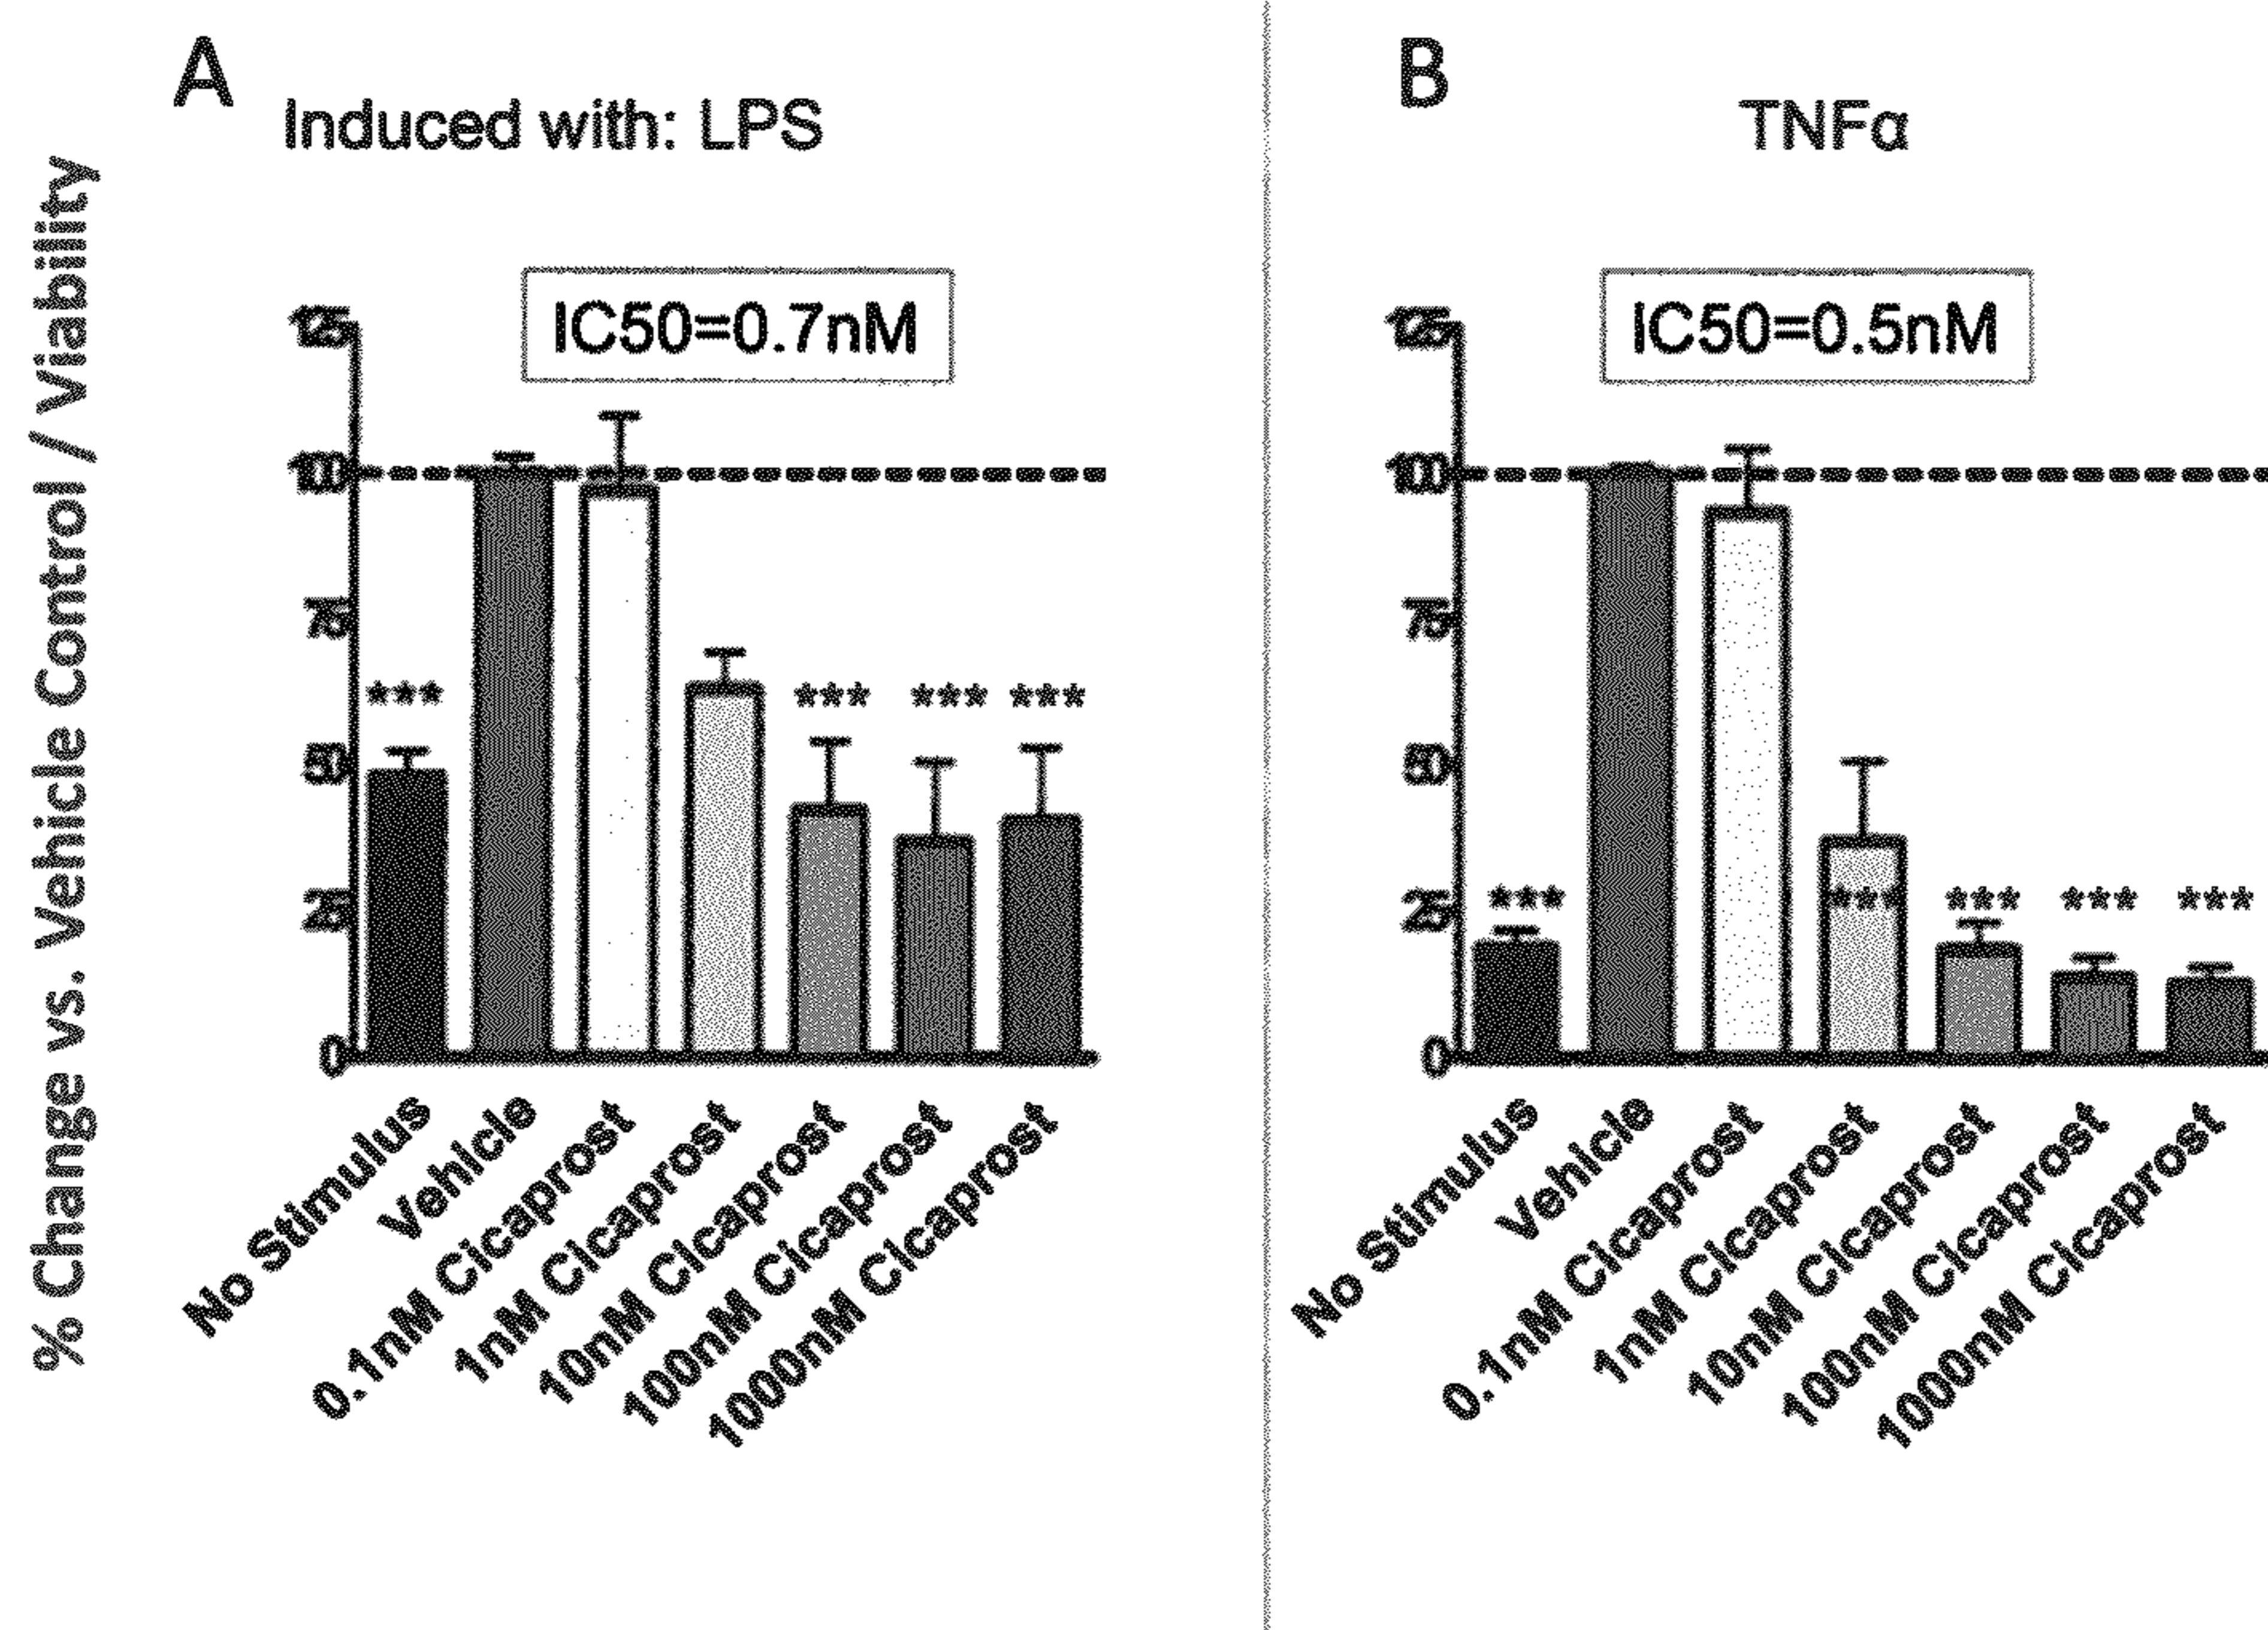 A
Induced with: LPS
% Change vs. Vehicle Control / Viability
IC50=0.7nM
125
100
75
50
25
0
***
***
***
***
No Stimulus
Vehicle
0.1nM Cicaprost
1nM Cicaprost
10nM Cicaprost
100nM Cicaprost
1000nM Cicaprost
B
TNFα
IC50=0.5nM
125
100
75
50
25
0
***
***
***
***
***
No Stimulus
Vehicle
0.1nM Cicaprost
1nM Cicaprost
10nM Cicaprost
100nM Cicaprost
1000nM Cicaprost